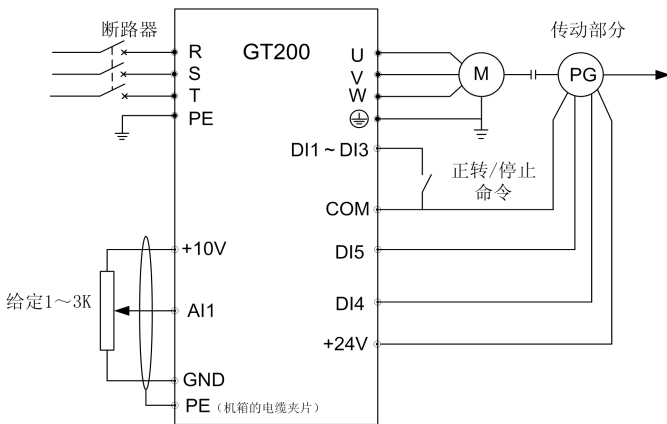 断路器
传动部分
R
GT200
U
S
V
M
PG
T
W
PE
DI1~DI3
正转/停止
命令
COM
+10V
DI5
给定1～3K
AI1
DI4
+24V
GND
PE（机箱的电缆夹片）